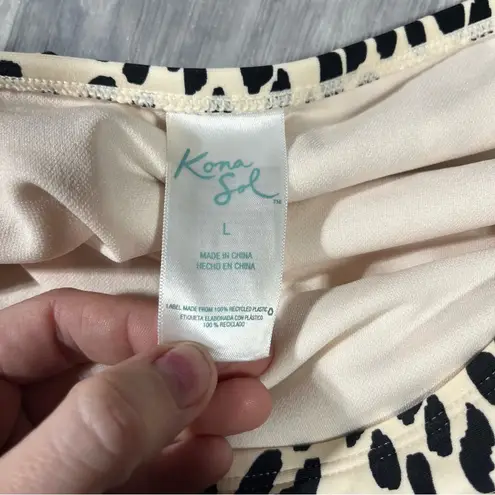 Kona
Sol™
L
MADE IN CHINA
HECHO EN CHINA
LABEL MADE FROM 100% RECYCLED PLASTIC
ETIQUETA ELABORADA CON PLÁSTICO
100 % RECICLADO